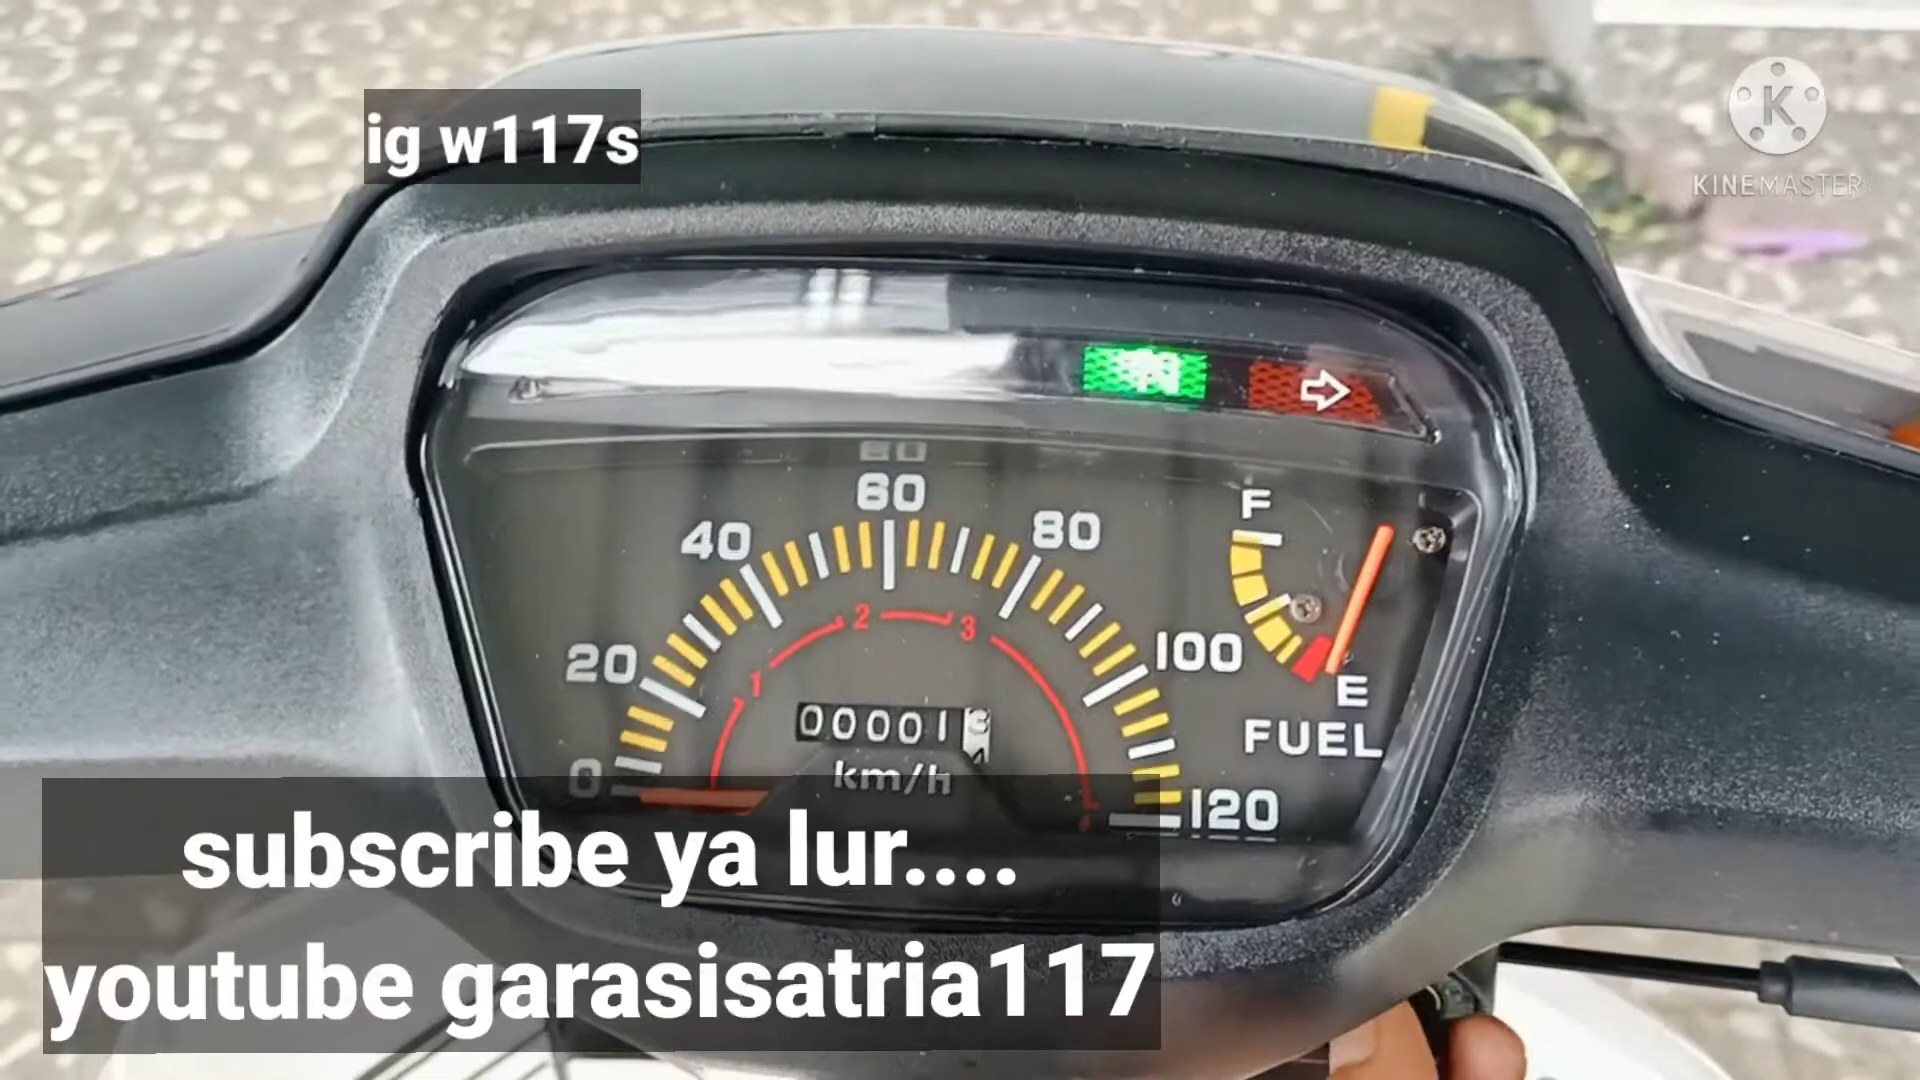 ig w117s
K
KINEMASTER
N
60
40
80
F
20
2
3
100
1
E
00001
FUEL
km/h
0
120
subscribe ya lur....
youtube garasisatria117